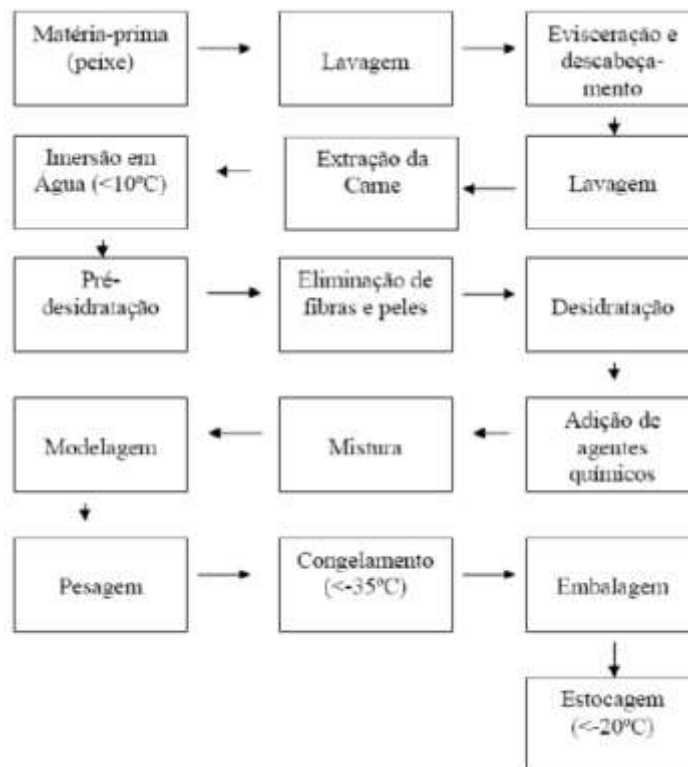 Matéria-prima
(peixe)
Lavagem
Evisceração e
descabeça-
mento
Lavagem
Extração da
Carne
Imersão em
Água (<10ºC)
Pré-
desidratação
Eliminação de
fibras e peles
Desidratação
Adição de
agentes
químicos
Mistura
Modelagem
Pesagem
Congelamento
(<-35ºC)
Embalagem
Estocagem
(<-20ºC)